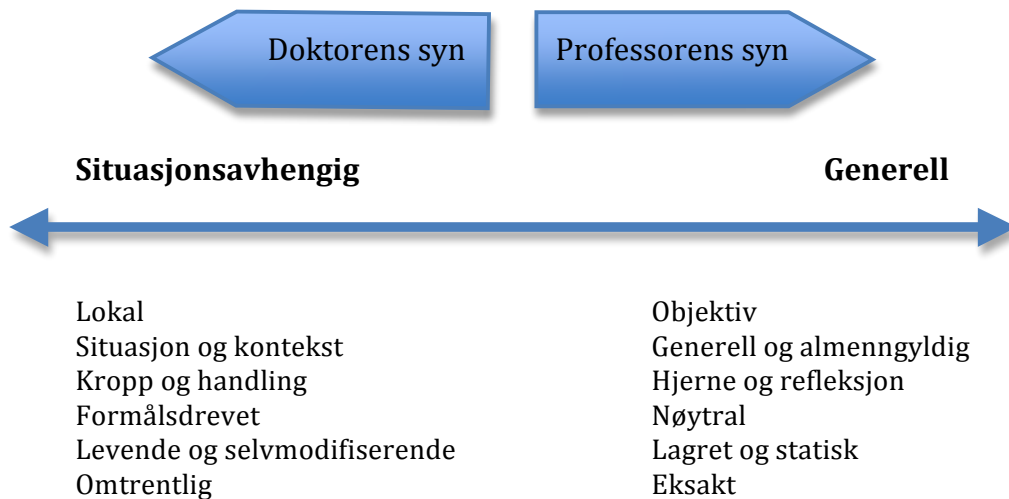 Doktorens syn
Professorens syn
Situasjonsavhengig
Generell
Lokal
Situasjon og kontekst
Kropp og handling
Formålsdrevet
Levende og selvmodifiserende
Omtrentlig
Objektiv
Generell og almenngyldig
Hjerne og refleksjon
Nøytral
Lagret og statisk
Eksakt